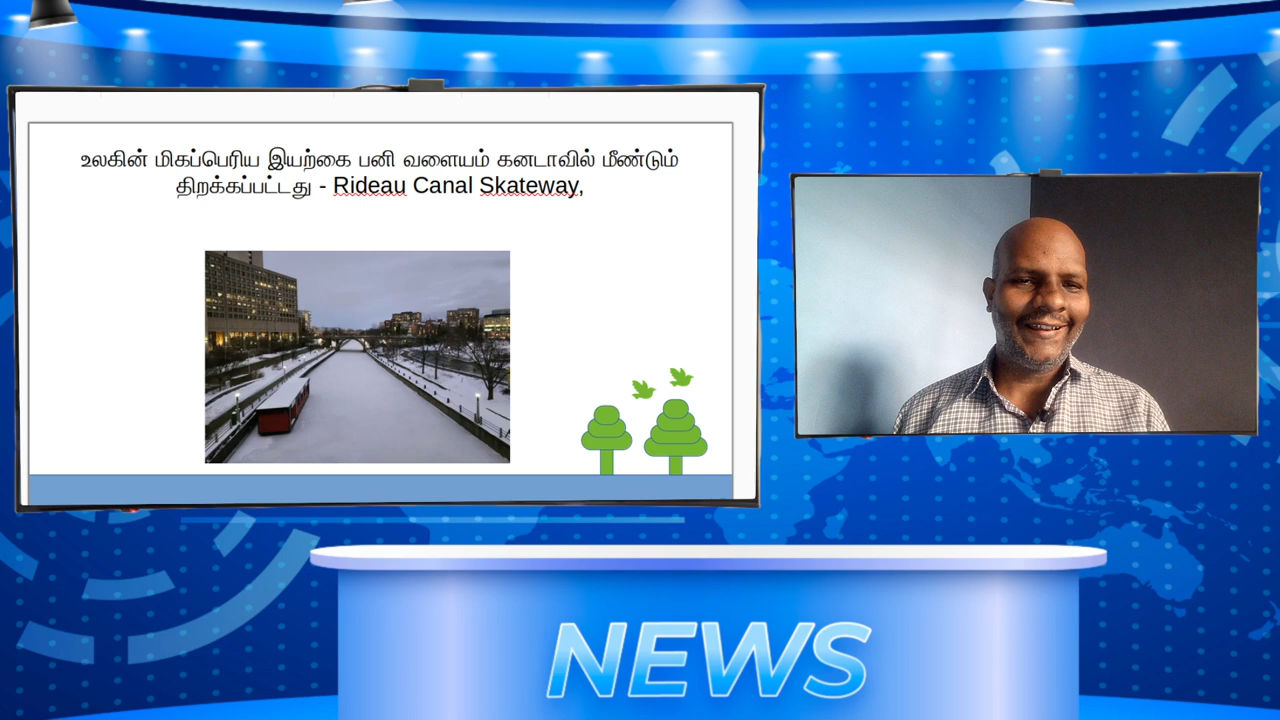 உலகின் மிகப்பெரிய இயற்கை பனி வளையம் கனடாவில் மீண்டும்
திறக்கப்பட்டது - Rideau Canal Skateway,
NEWS